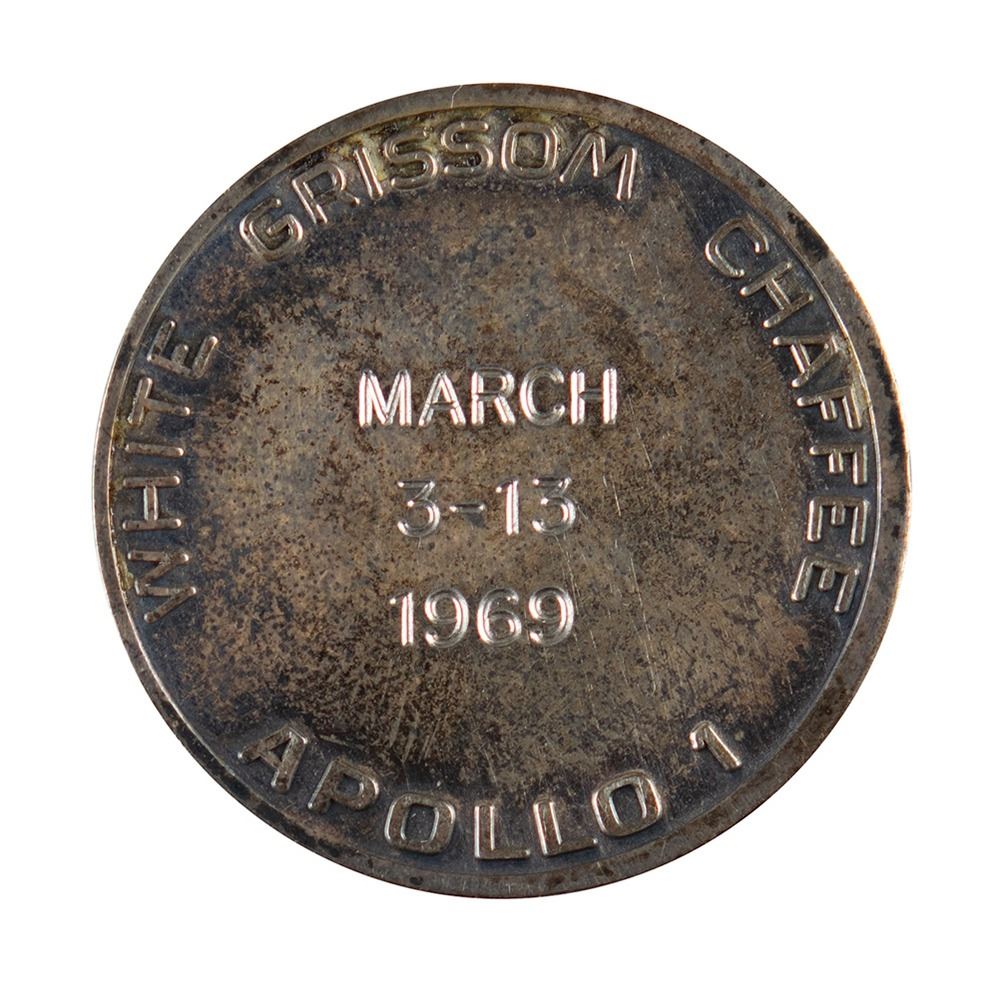 WHITE GRISSOM CHAFFEE
MARCH
3-13
1969
APOLLO 1